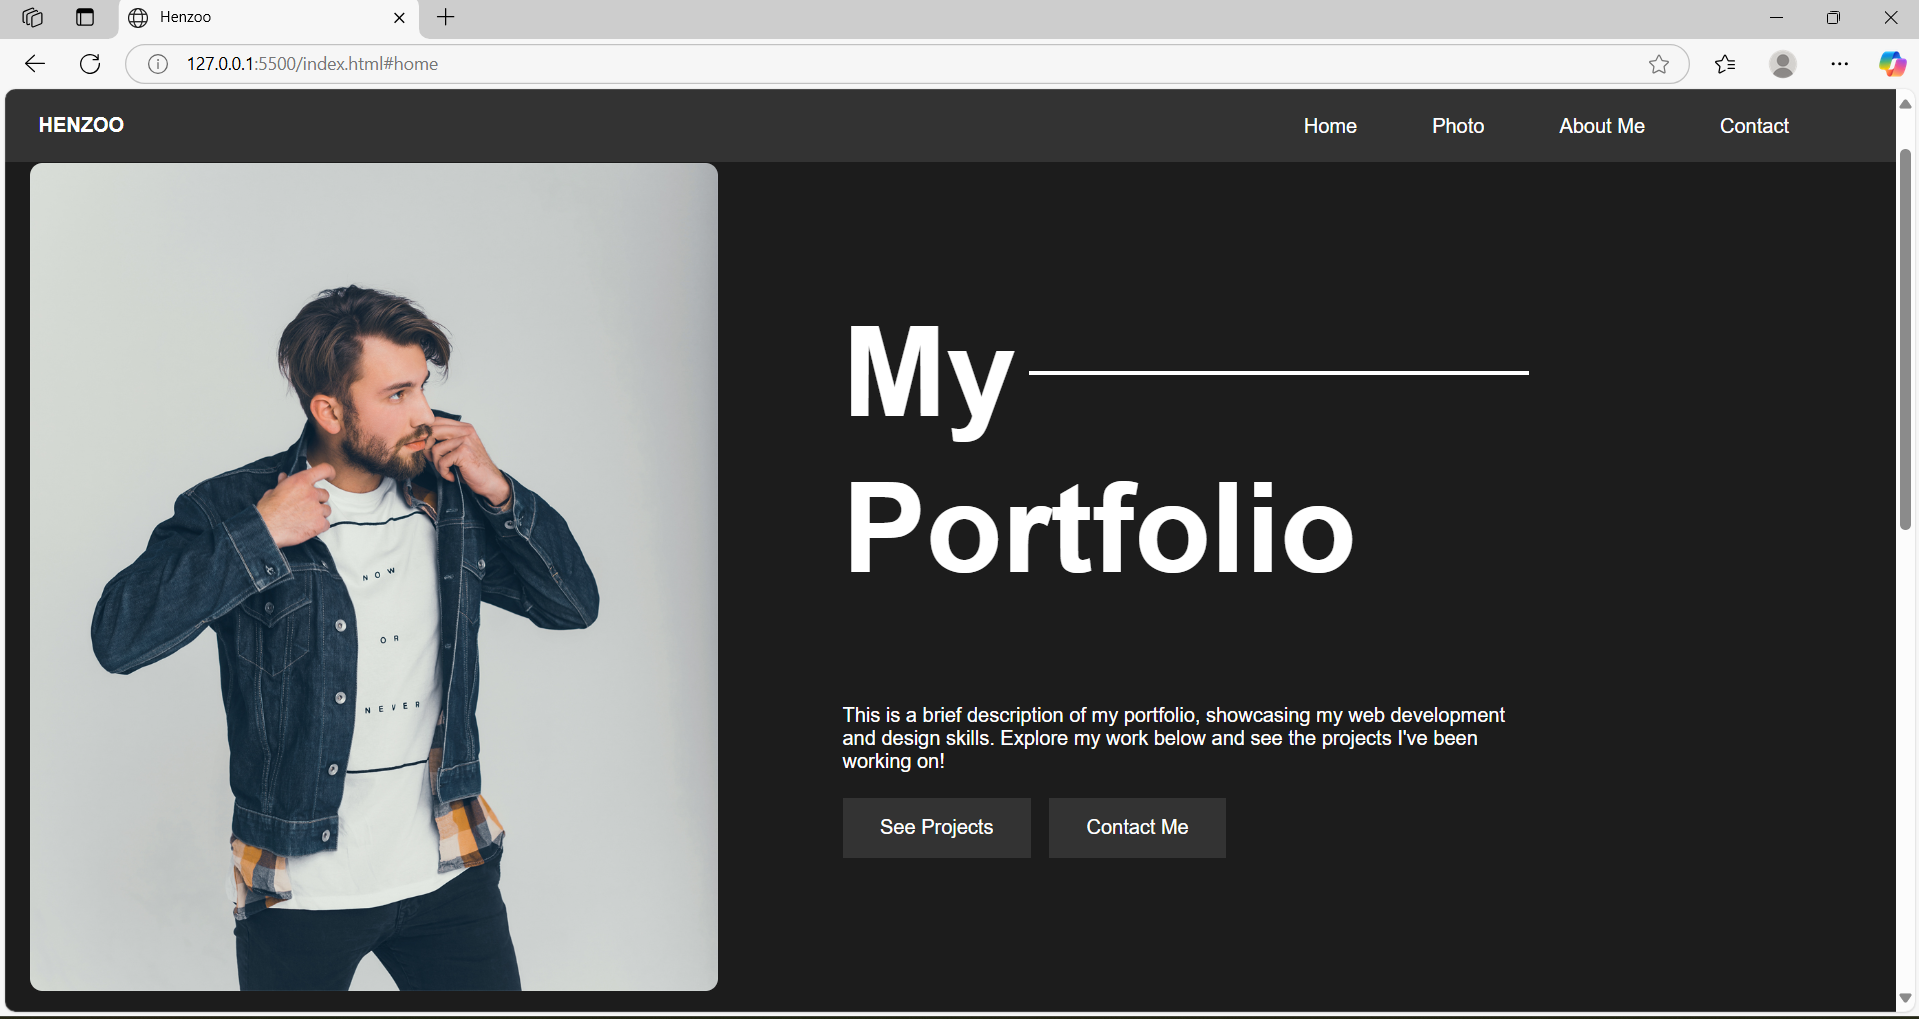 Henzoo
127.0.0.1:5500/index.html#home
HENZOO
Home
Photo
About Me
Contact
NOW
OR
NEVER
My
Portfolio
This is a brief description of my portfolio, showcasing my web development
and design skills. Explore my work below and see the projects I've been
working on!
See Projects
Contact Me